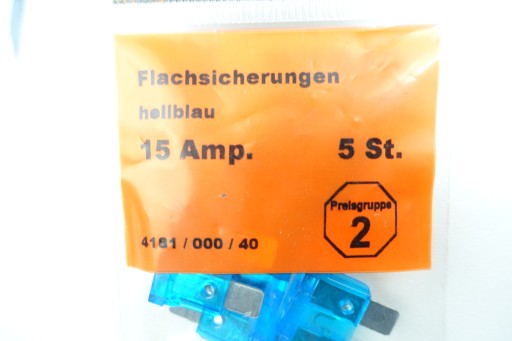 Flachsicherungen
hellblau
15 Amp. 5 St.
Preisgruppe
2
4161 / 000 / 40